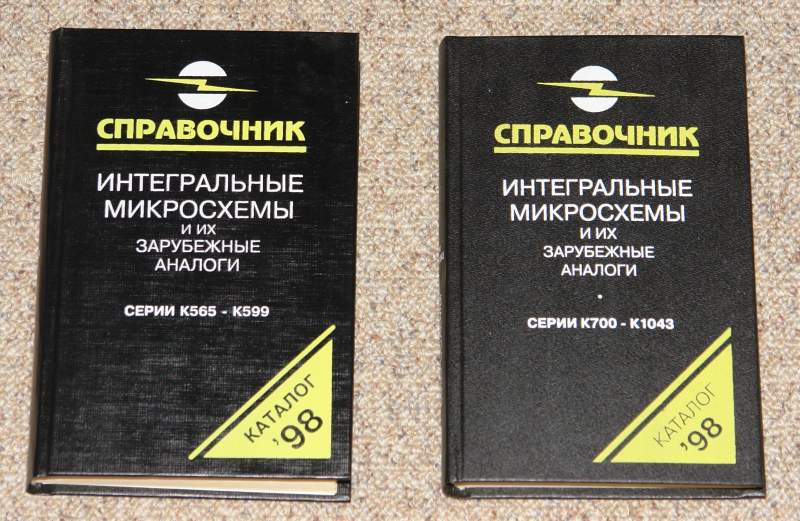 СПРАВОЧНИК
ИНТЕГРАЛЬНЫЕ
МИКРОСХЕМЫ
И ИХ
ЗАРУБЕЖНЫЕ
АНАЛОГИ
СЕРИИ К565 - К599
КАТАЛОГ
'98
СПРАВОЧНИК
ИНТЕГРАЛЬНЫЕ
МИКРОСХЕМЫ
И ИХ
ЗАРУБЕЖНЫЕ
АНАЛОГИ
СЕРИИ К700 - К1043
КАТАЛОГ
'98